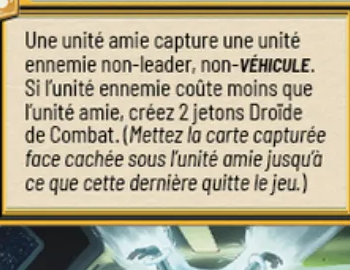 Une unité amie capture une unité
ennemie non-leader, non-VÉHICULE.
Si l'unité ennemie coûte moins que
l'unité amie, créez 2 jetons Droïde
de Combat. (Mettez la carte capturée
face cachée sous l'unité amie jusqu'à
ce que cette dernière quitte le jeu.)